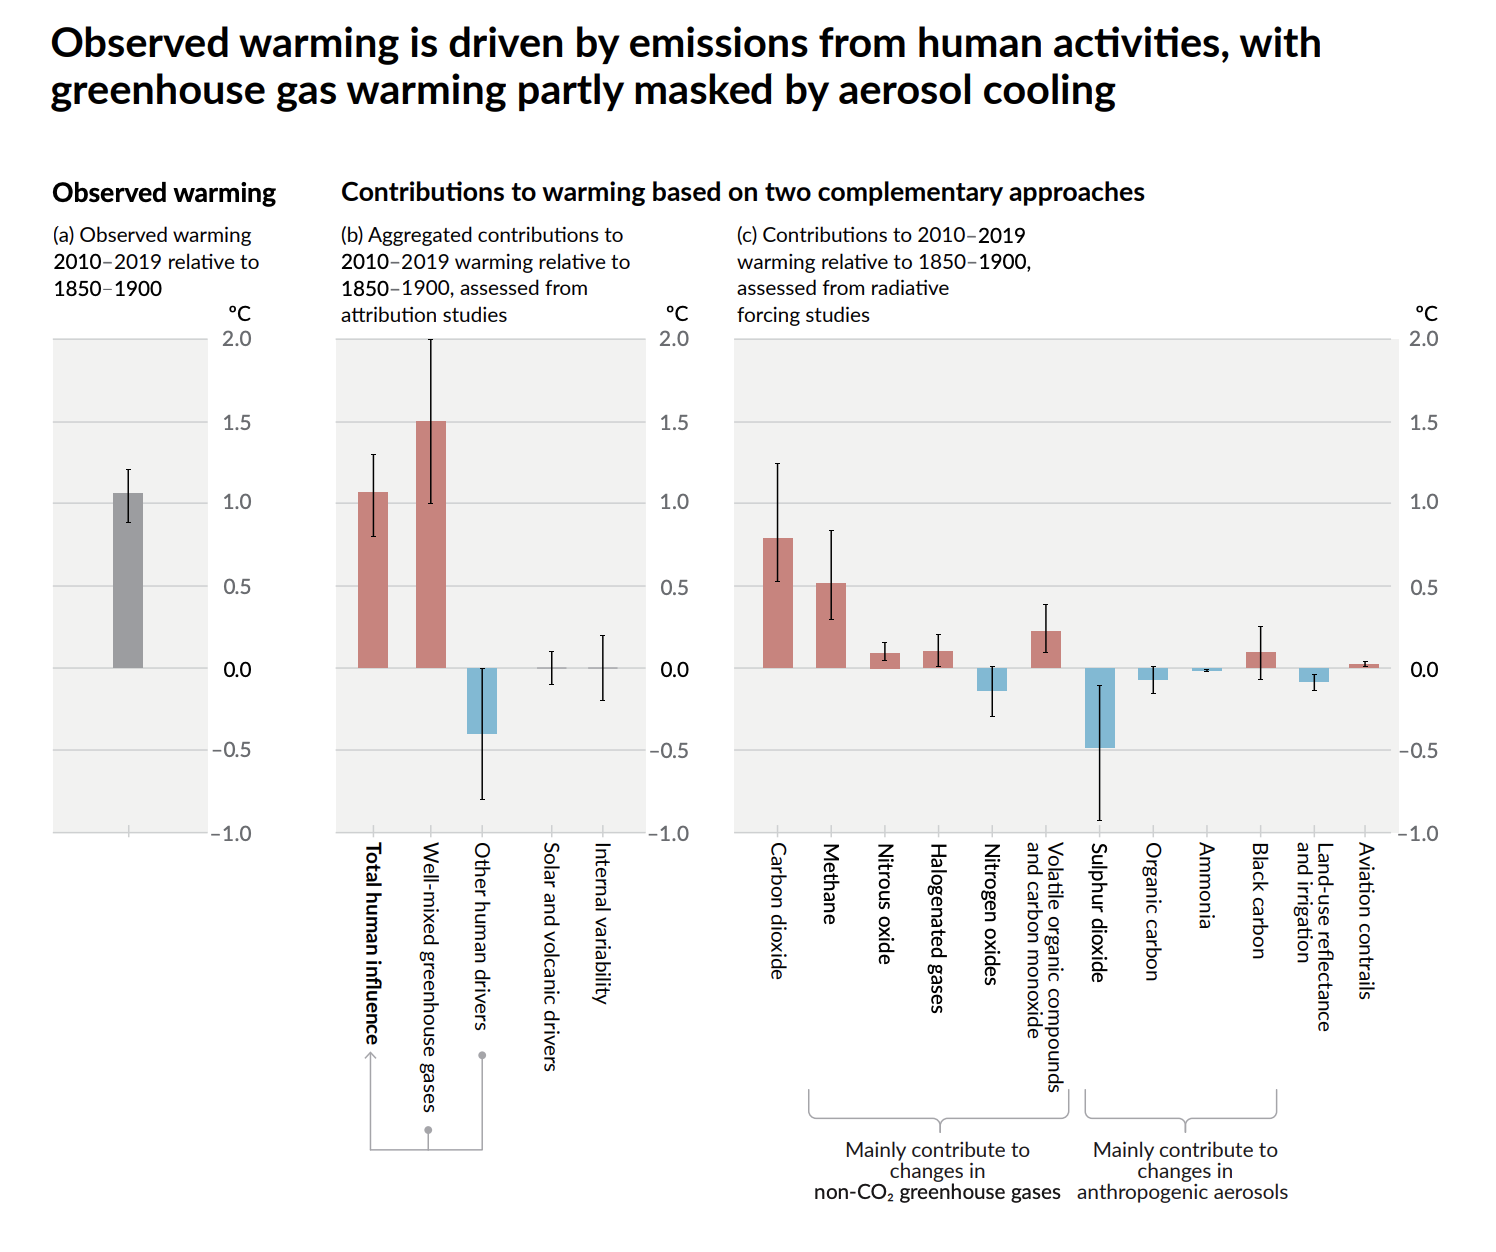 Observed warming is driven by emissions from human activities, with
greenhouse gas warming partly masked by aerosol cooling
Observed warming
(a) Observed warming
2010–2019 relative to
1850–1900
°C
2.0
1.5
1.0
0.5
0.0
–0.5
–1.0
Contributions to warming based on two complementary approaches
(b) Aggregated contributions to
2010–2019 warming relative to
1850–1900, assessed from
attribution studies
°C
2.0
1.5
1.0
0.5
0.0
–0.5
–1.0
Total human influence
Well-mixed greenhouse gases
Other human drivers
Solar and volcanic drivers
Internal variability
(c) Contributions to 2010–2019
warming relative to 1850–1900,
assessed from radiative
forcing studies
°C
2.0
1.5
1.0
0.5
0.0
–0.5
–1.0
Carbon dioxide
Methane
Nitrous oxide
Halogenated gases
Nitrogen oxides
Volatile organic compounds
and carbon monoxide
Sulphur dioxide
Organic carbon
Ammonia
Black carbon
Land-use reflectance
and irrigation
Aviation contrails
Mainly contribute to
changes in
non-CO₂ greenhouse gases
Mainly contribute to
changes in
anthropogenic aerosols